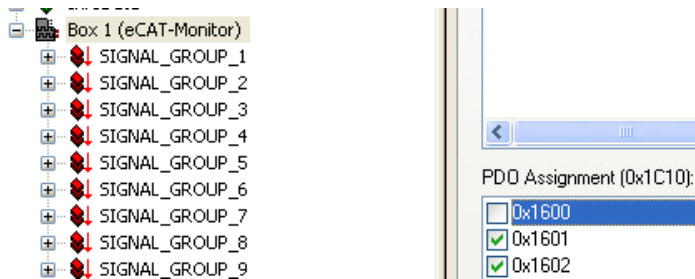 Box 1 (eCAT-Monitor)
SIGNAL_GROUP_1
SIGNAL_GROUP_2
SIGNAL_GROUP_3
SIGNAL_GROUP_4
SIGNAL_GROUP_5
SIGNAL_GROUP_6
SIGNAL_GROUP_7
SIGNAL_GROUP_8
SIGNAL_GROUP_9
PDO Assignment (0x1C10):
0x1600
0x1601
0x1602